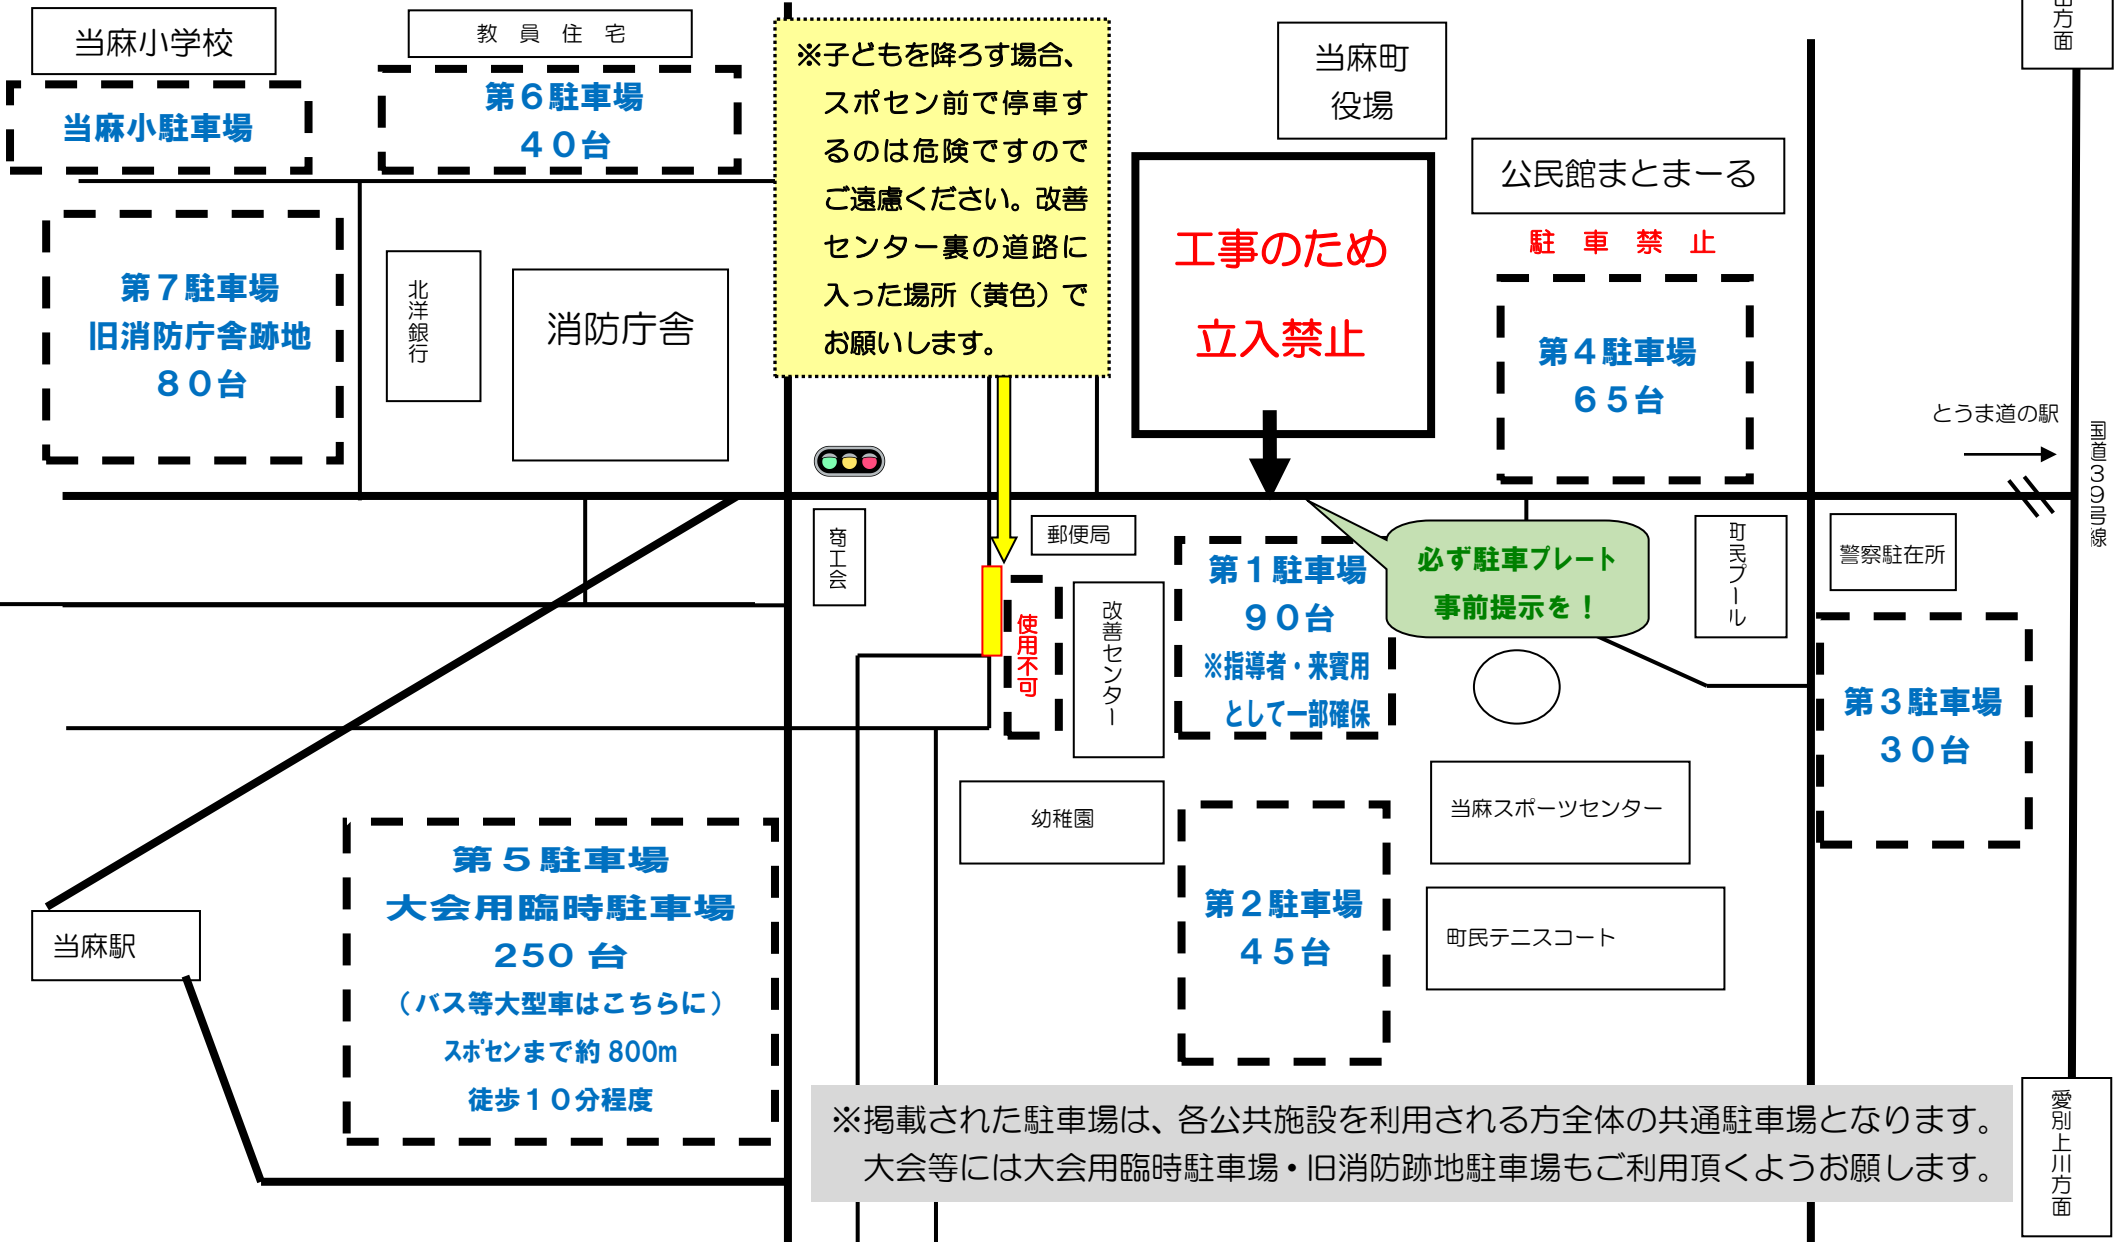 当麻小学校
教員住宅
当麻小駐車場
第6駐車場
40台
※子どもを降ろす場合、
スポセン前で停車す
るのは危険ですので
ご遠慮ください。改善
センター裏の道路に
入った場所（黄色）で
お願いします。
当麻町
役場
方面
公民館まとまーる
駐車禁止
工事のため
立入禁止
第7駐車場
旧消防庁舎跡地
80台
北洋銀行
消防庁舎
第4駐車場
65台
とうま道の駅
国道39号線
商工会
郵便局
第1駐車場
90台
※指導者・来賓用
として一部確保
必ず駐車プレート
事前提示を！
町民プール
警察駐在所
使用不可
改善センター
第3駐車場
30台
幼稚園
当麻スポーツセンター
第5駐車場
大会用臨時駐車場
250台
（バス等大型車はこちらに）
スポセンまで約800m
徒歩10分程度
第2駐車場
45台
町民テニスコート
当麻駅
※掲載された駐車場は、各公共施設を利用される方全体の共通駐車場となります。
大会等には大会用臨時駐車場・旧消防跡地駐車場もご利用頂くようお願します。
愛別上川方面